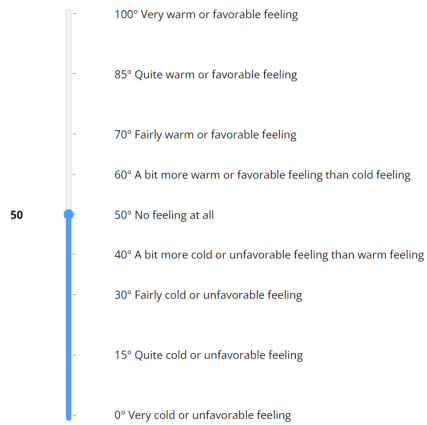 100° Very warm or favorable feeling
85° Quite warm or favorable feeling
70° Fairly warm or favorable feeling
60° A bit more warm or favorable feeling than cold feeling
50
50° No feeling at all
40° A bit more cold or unfavorable feeling than warm feeling
30° Fairly cold or unfavorable feeling
15° Quite cold or unfavorable feeling
0° Very cold or unfavorable feeling